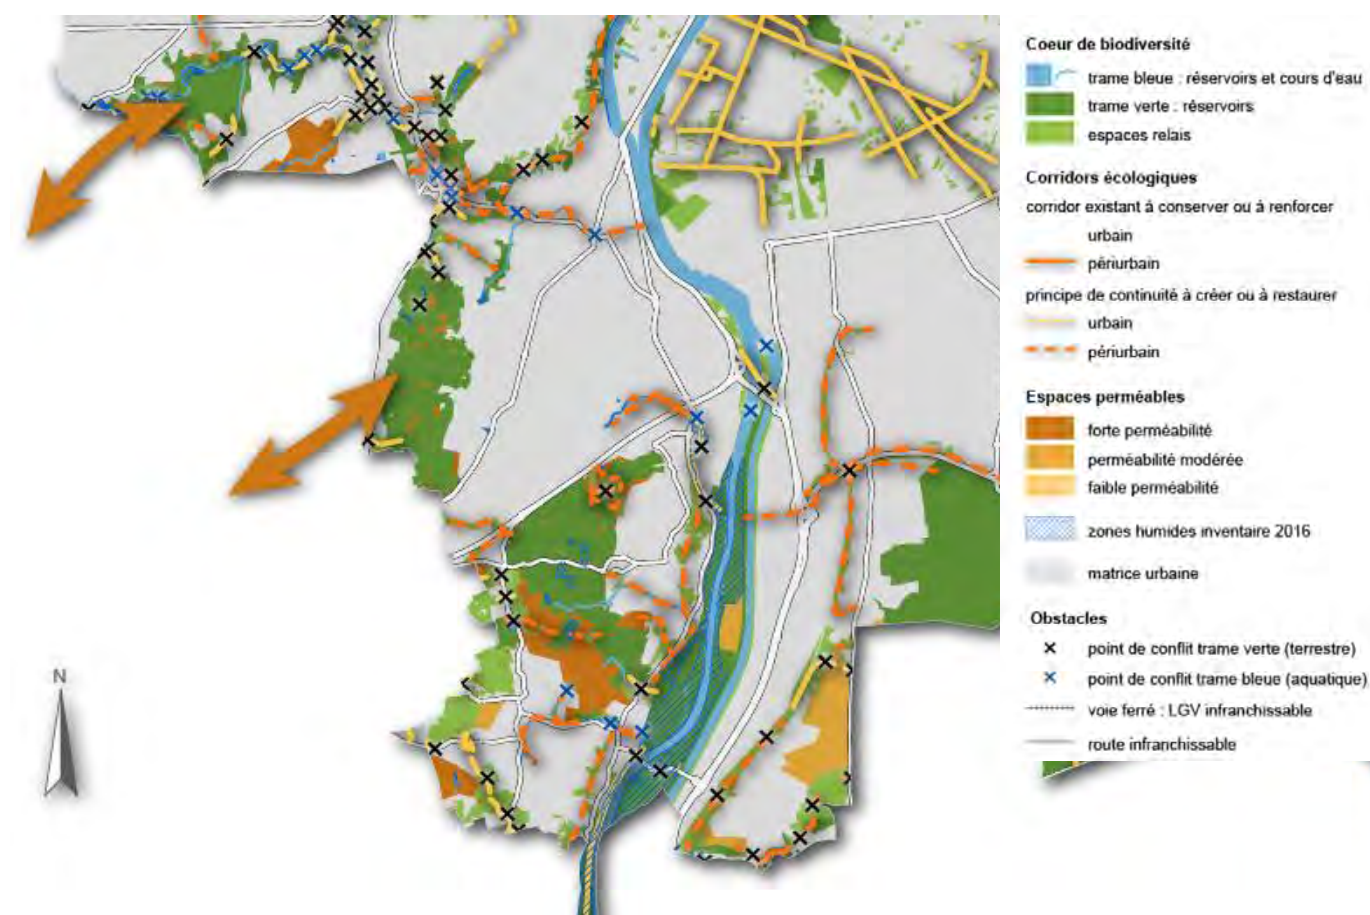 Coeur de biodiversité
trame bleue : réservoirs et cours d'eau
trame verte : réservoirs
espaces relais
Corridors écologiques
corridor existant à conserver ou à renforcer
urbain
périurbain
principe de continuité à créer ou à restaurer
urbain
périurbain
Espaces perméables
forte perméabilité
perméabilité modérée
faible perméabilité
zones humides inventaire 2016
matrice urbaine
Obstacles
point de conflit trame verte (terrestre)
point de conflit trame bleue (aquatique)
voie ferré : LGV infranchissable
route infranchissable
N